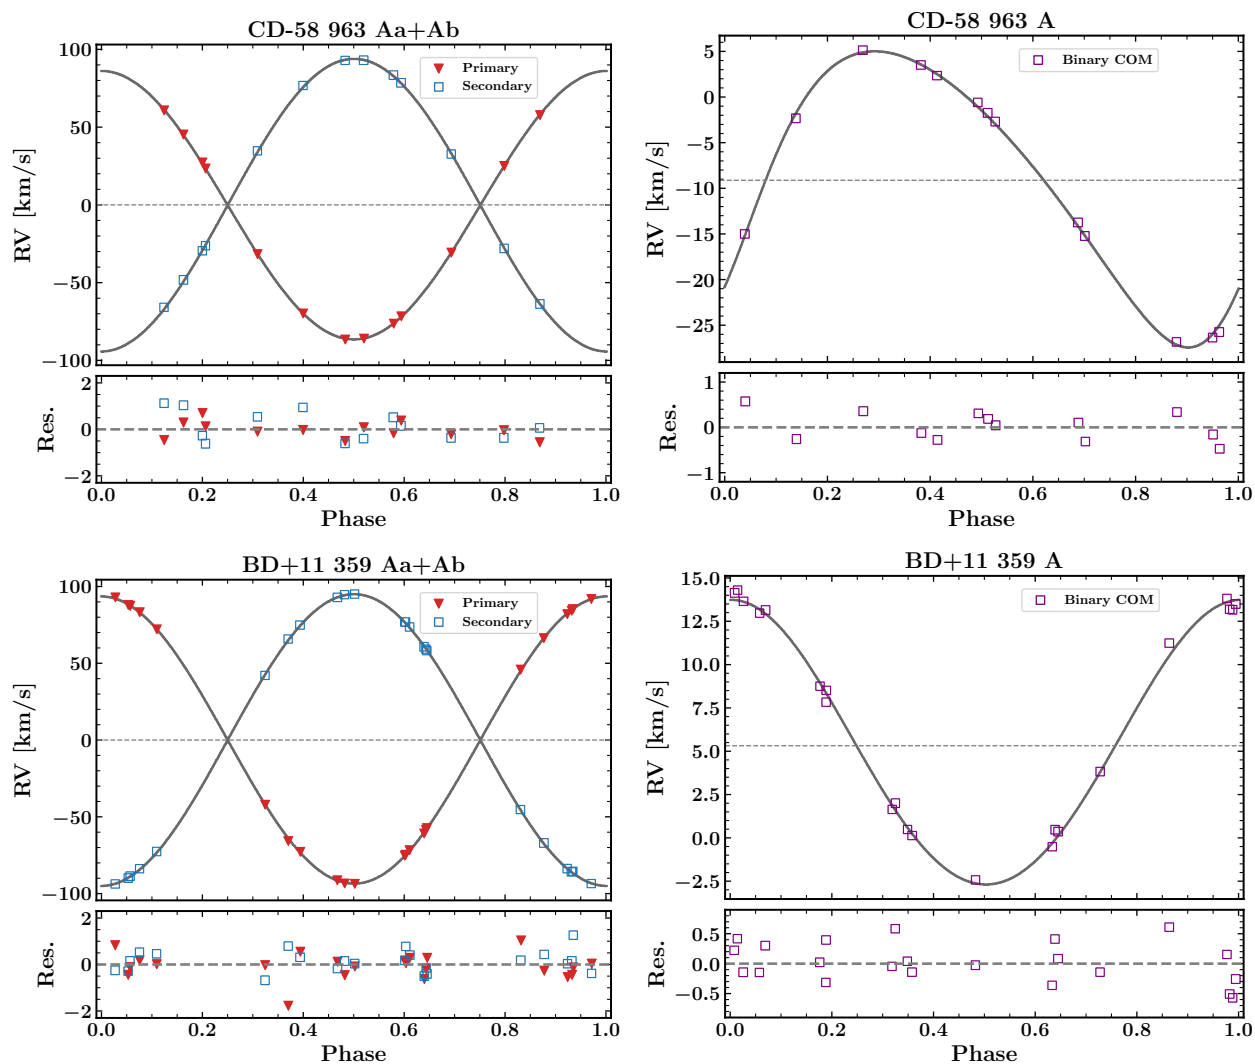 CD-58 963 Aa+Ab
100
50
0
−50
−100
RV [km/s]
Primary
Secondary
2
0
−2
Res.
0.0 0.2 0.4 0.6 0.8 1.0
Phase
CD-58 963 A
5
0
−5
−10
−15
−20
−25
RV [km/s]
Binary COM
1
0
−1
Res.
0.0 0.2 0.4 0.6 0.8 1.0
Phase
BD+11 359 Aa+Ab
100
50
0
−50
−100
RV [km/s]
Primary
Secondary
2
0
−2
Res.
0.0 0.2 0.4 0.6 0.8 1.0
Phase
BD+11 359 A
15.0
12.5
10.0
7.5
5.0
2.5
0.0
−2.5
RV [km/s]
Binary COM
0.5
0.0
−0.5
Res.
0.0 0.2 0.4 0.6 0.8 1.0
Phase